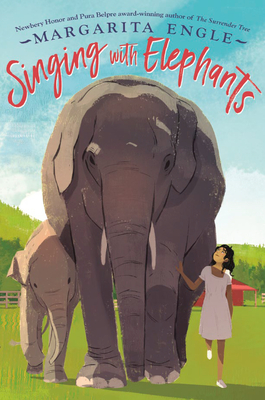 Newbery Honor and Pura Belpré award-winning author of The Surrender Tree
~MARGARITA ENGLE~
Singing with Elephants